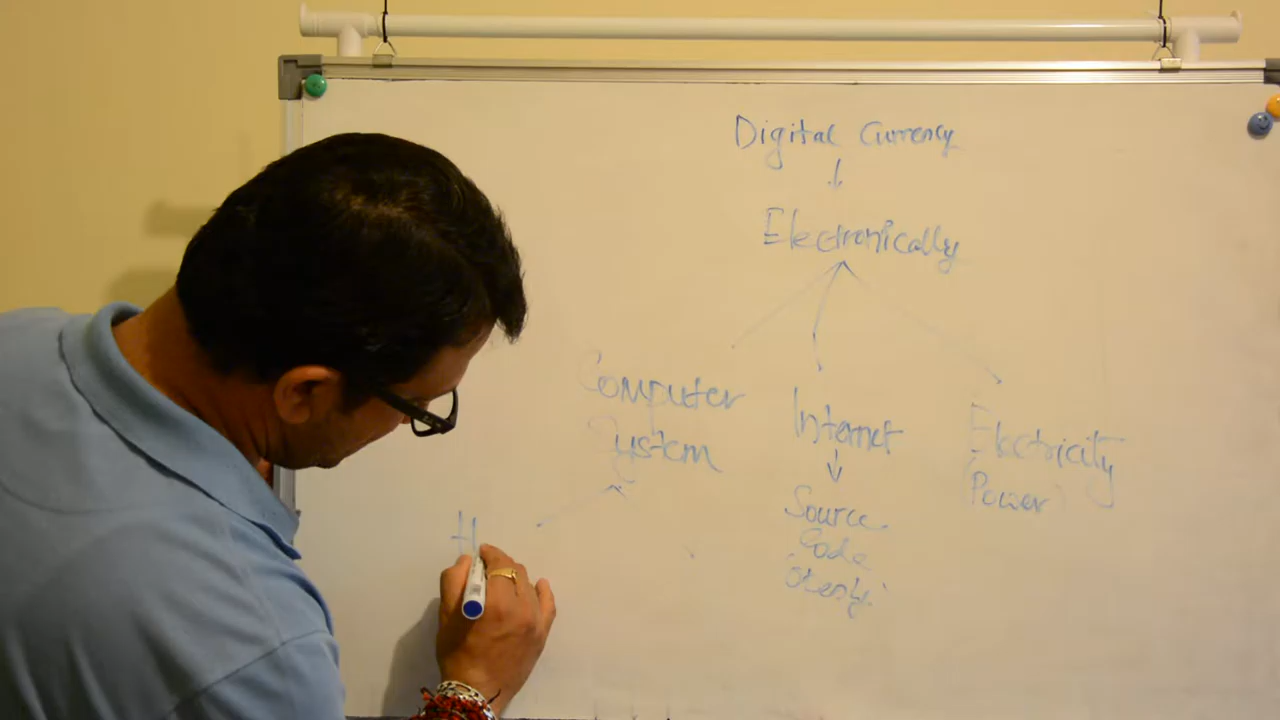 Digital Currency
Electronically
Computer
System
Internet
Electricity
Power
Source
Code
H